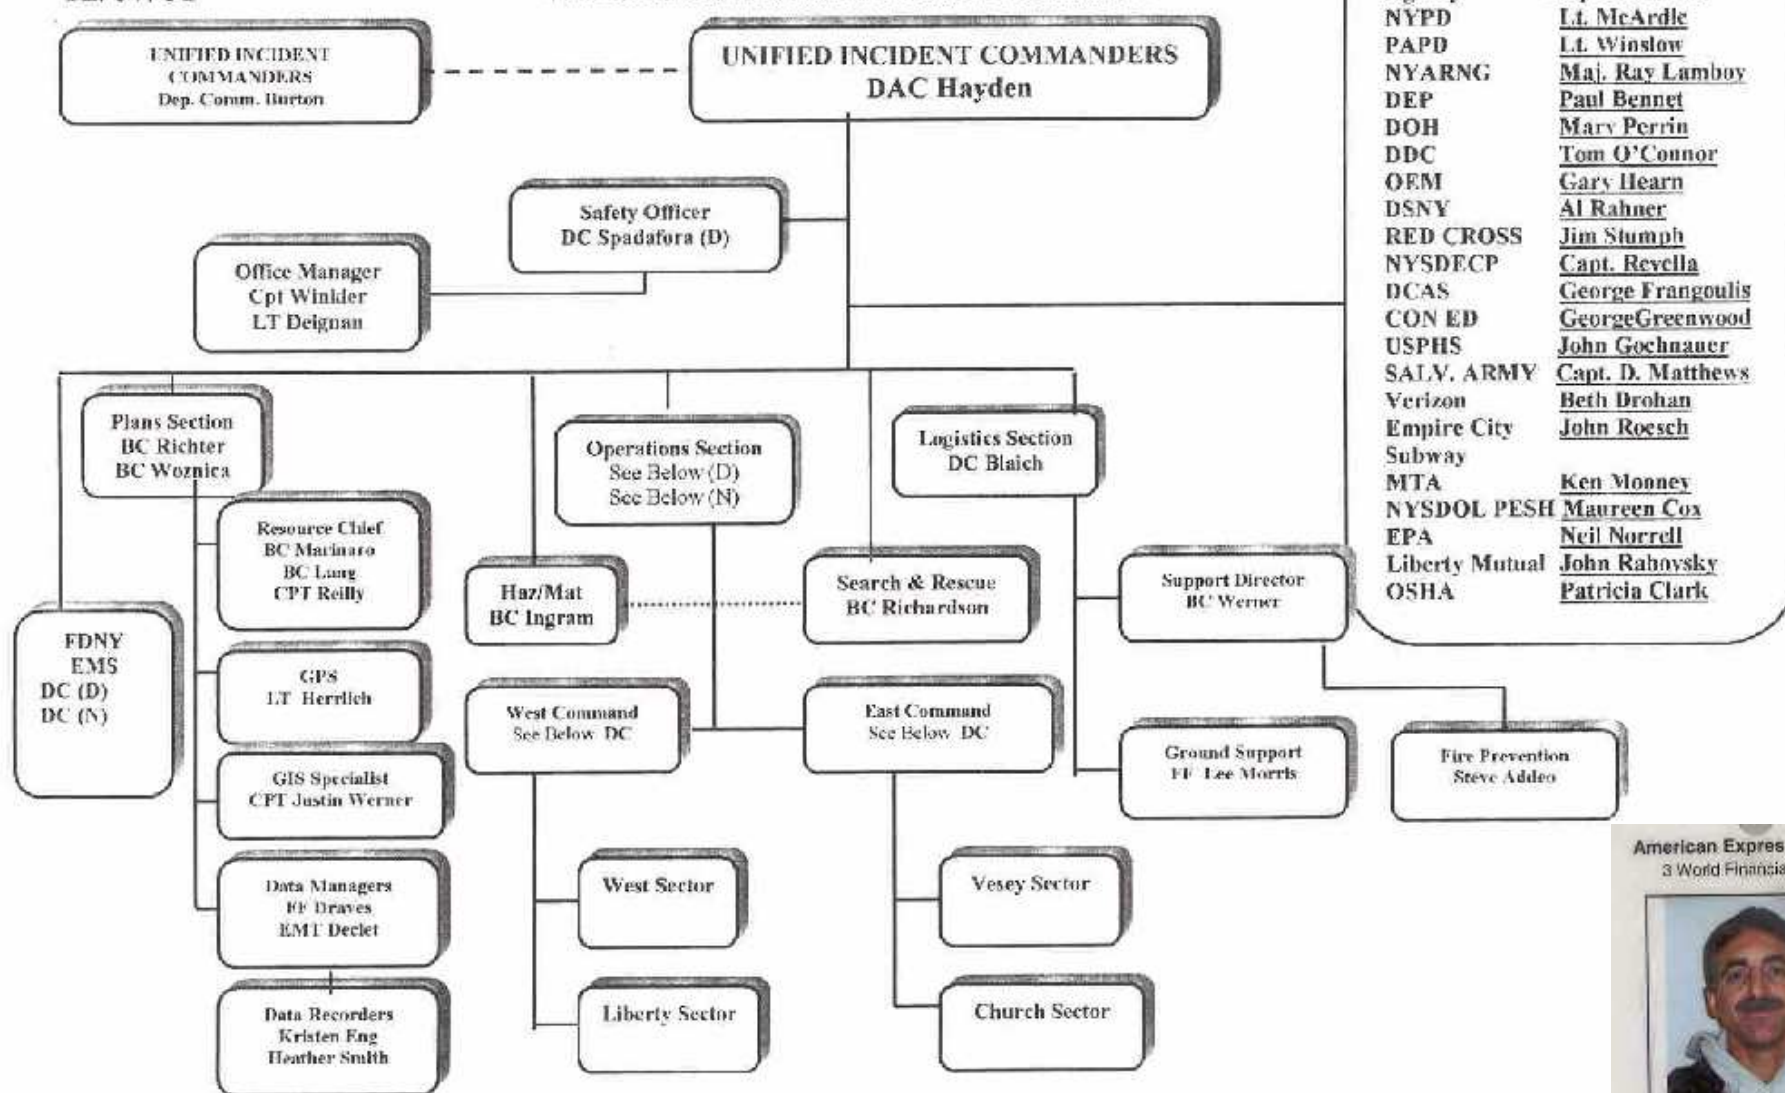 UNIFIED INCIDENT
COMMANDERS
Dep. Comm. Burton
UNIFIED INCIDENT COMMANDERS
DAC Hayden
Safety Officer
DC Spadafora (D)
Office Manager
Cpt Winkler
LT Deignan
Plans Section
BC Richter
BC Woznica
Operations Section
See Below (D)
See Below (N)
Logistics Section
DC Blaich
Resource Chief
BC Marinaro
BC Lang
CPT Reilly
Haz/Mat
BC Ingram
Search & Rescue
BC Richardson
Support Director
BC Werner
FDNY
EMS
DC (D)
DC (N)
GPS
LT Herrlich
West Command
See Below DC
East Command
See Below DC
Ground Support
FF Lee Morris
Fire Prevention
Steve Addeo
GIS Specialist
CPT Justin Werner
Data Managers
FF Draves
EMT Declet
West Sector
Vesey Sector
Data Recorders
Kristen Eng
Heather Smith
Liberty Sector
Church Sector
NYPD Lt. McArdle
PAPD Lt. Winslow
NYARNG Maj. Ray Lamboy
DEP Paul Bennet
DOH Mary Perrin
DDC Tom O'Connor
OEM Gary Hearn
DSNY Al Rahner
RED CROSS Jim Stumph
NYSDECP Capt. Revella
DCAS George Frangoulis
CON ED GeorgeGreenwood
USPHS John Gochnauer
SALV. ARMY Capt. D. Matthews
Verizon Beth Drohan
Empire City John Roesch
Subway
MTA Ken Monney
NYSDOL PESH Maureen Cox
EPA Neil Norrell
Liberty Mutual John Rahovsky
OSHA Patricia Clark
American Expres
3 World Financia